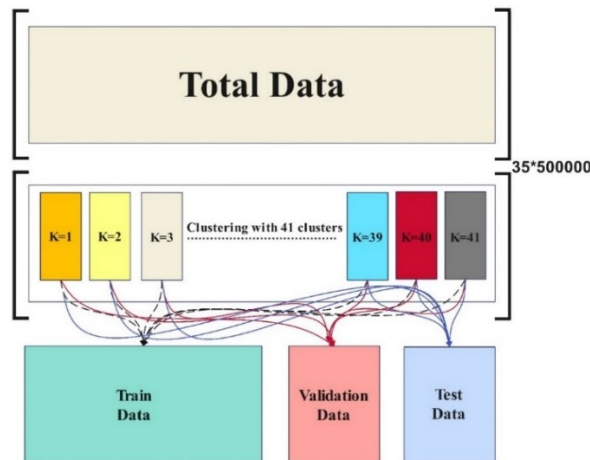 Total Data
35*500000
K=1
K=2
K=3
Clustering with 41 clusters
K=39
K=40
K=41
Train
Data
Validation
Data
Test
Data